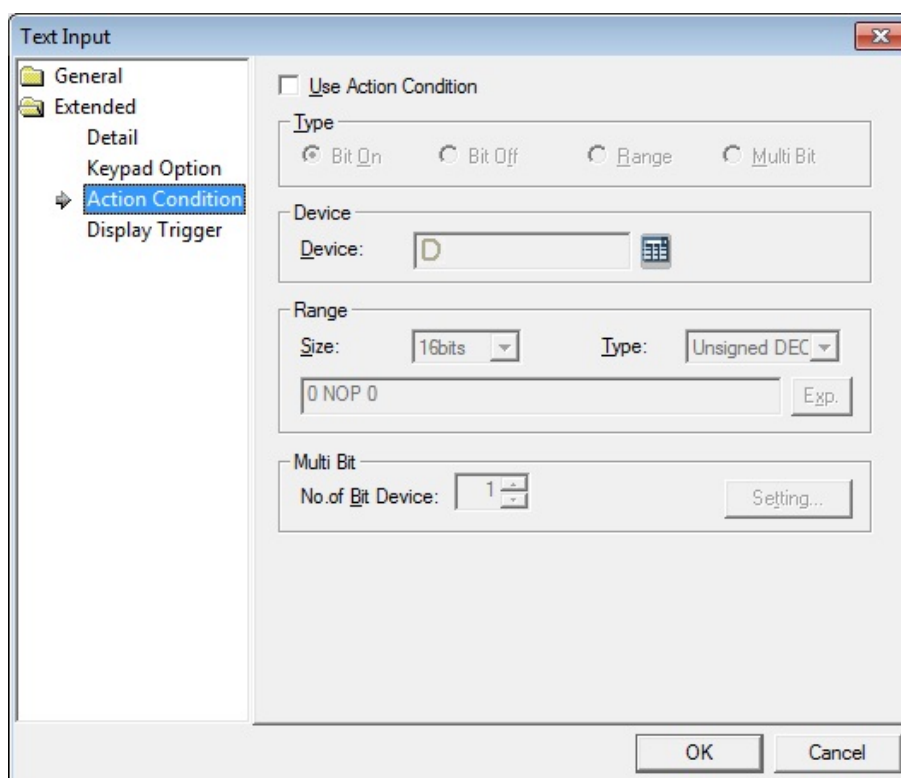 Text Input
General
Extended
Detail
Keypad Option
Action Condition
Display Trigger
Use Action Condition
Type
Bit On Bit Off Range Multi Bit
Device
Device: D
Range
Size: 16bits Type: Unsigned DEC
0 NOP 0 Exp.
Multi Bit
No.of Bit Device: 1 Setting...
OK Cancel